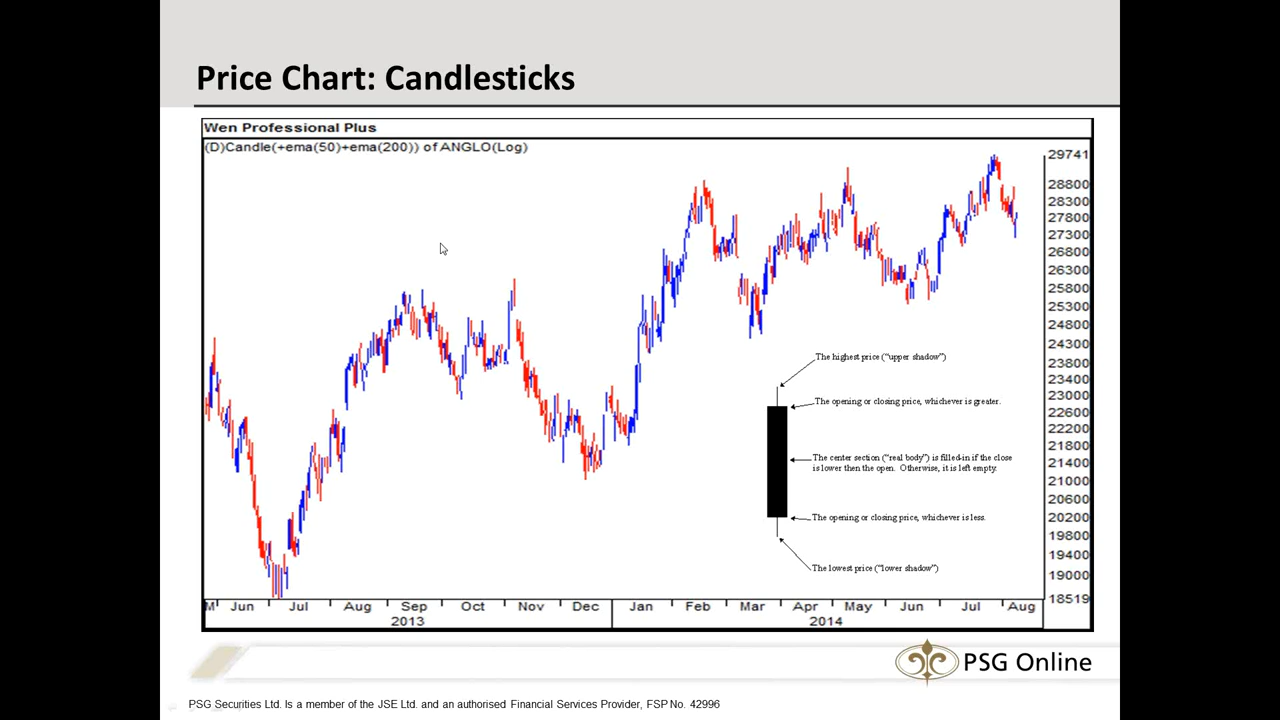 Price Chart: Candlesticks
Wen Professional Plus
(D)Candle(+ema(50)+ema(200)) of ANGLO(Log)
29741
28800
28300
27800
27300
26800
26300
25800
25300
24800
24300
23800
23400
23000
22600
22200
21800
21400
21000
20600
20200
19800
19400
19000
18519
The highest price ("upper shadow")
The opening or closing price, whichever is greater.
The center section ("real body") is filled-in if the close
is lower then the open. Otherwise, it is left empty.
The opening or closing price, whichever is less.
The lowest price ("lower shadow")
M Jun Jul Aug Sep Oct Nov Dec Jan Feb Mar Apr May Jun Jul Aug
2013 2014
PSG Online
PSG Securities Ltd. Is a member of the JSE Ltd. and an authorised Financial Services Provider, FSP No. 42996